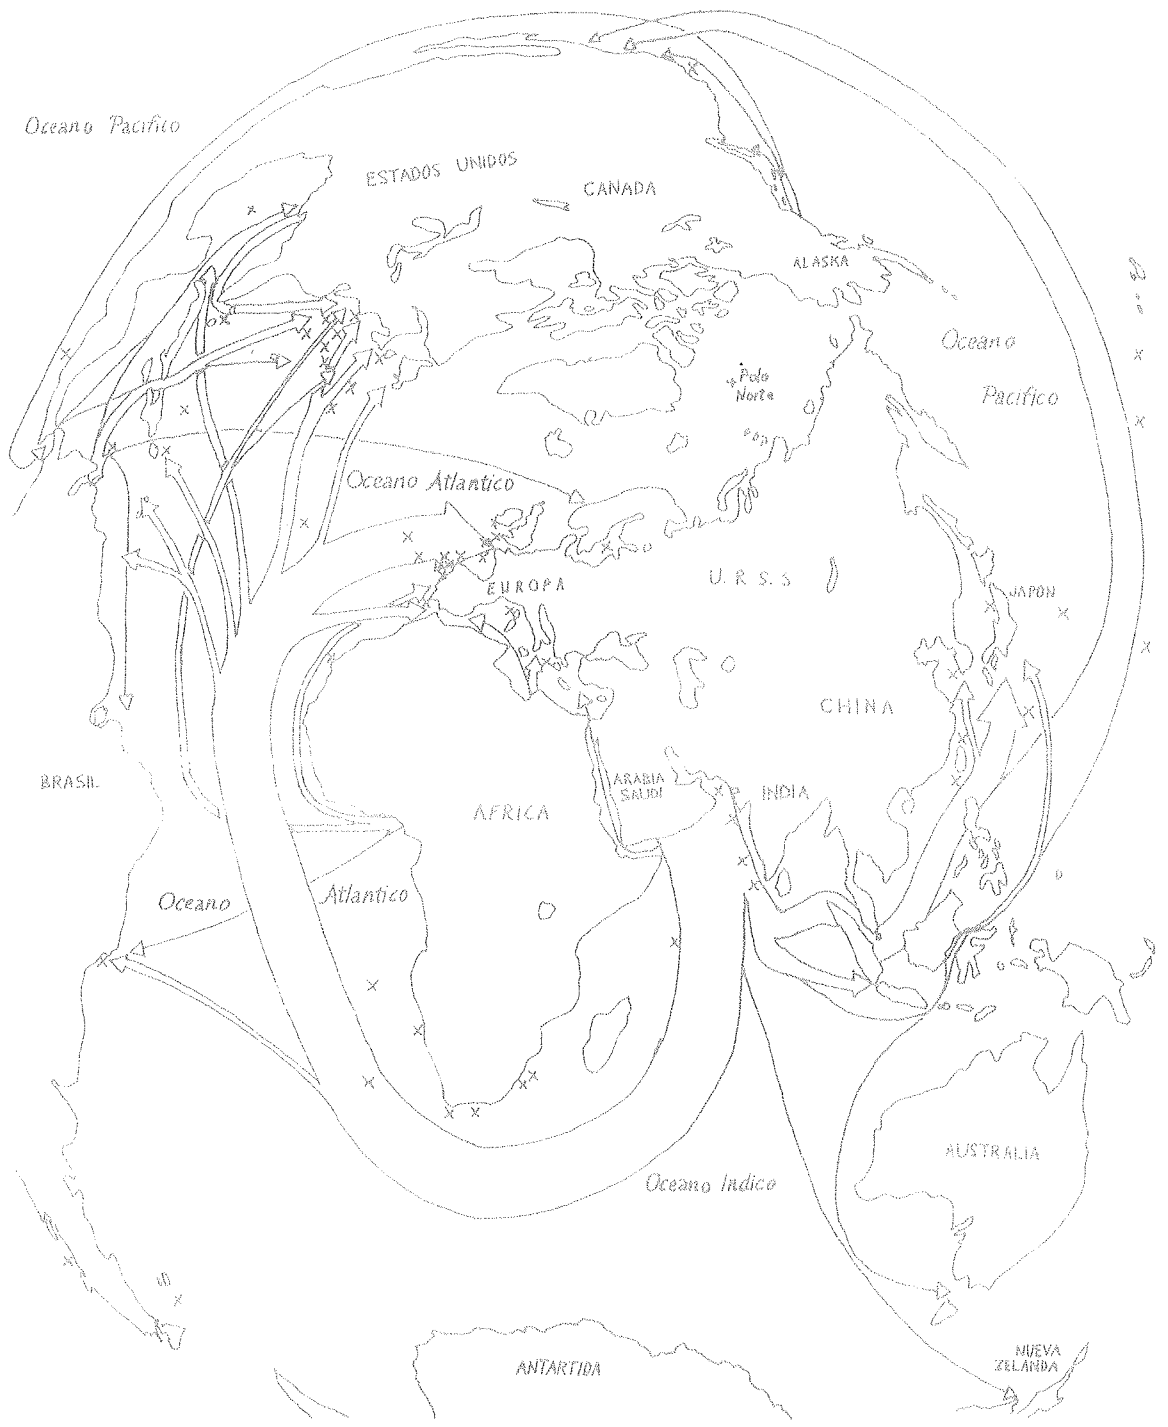 Oceano Pacifico
ESTADOS UNIDOS
CANADA
ALASKA
Oceano
Pacifico
Polo
Norte
Oceano Atlantico
EUROPA
U.R.S.S
JAPON
CHINA
BRASIL
ARABIA
SAUDI
INDIA
AFRICA
Oceano Atlantico
AUSTRALIA
Oceano Indico
NUEVA
ZELANDA
ANTARTIDA